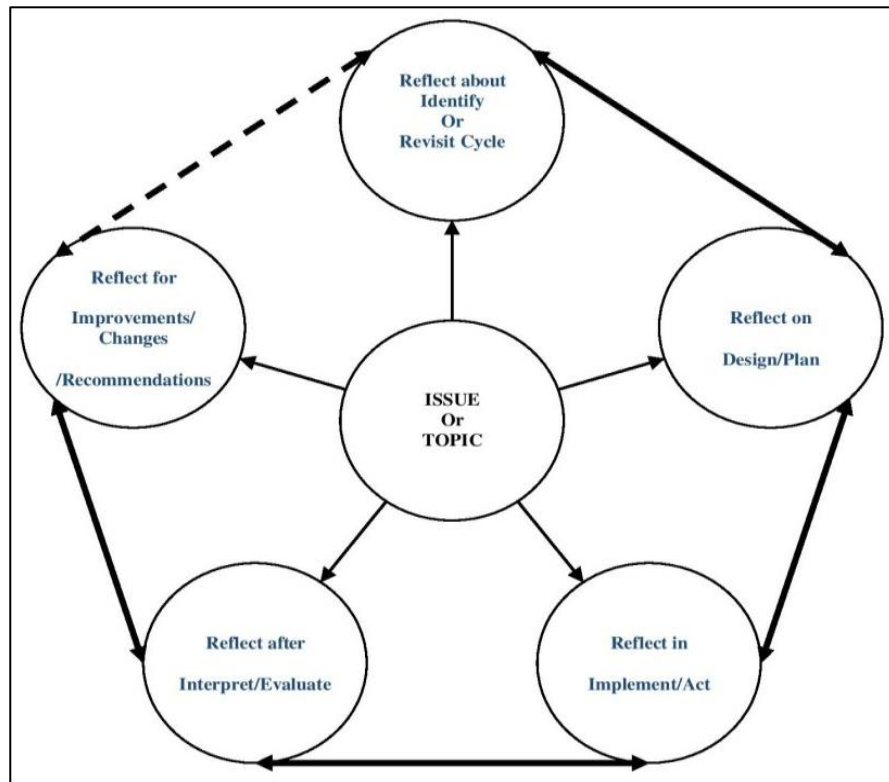 Reflect about
Identify
Or
Revisit Cycle
Reflect for
Improvements/
Changes
/Recommendations
Reflect on
Design/Plan
ISSUE
Or
TOPIC
Reflect after
Interpret/Evaluate
Reflect in
Implement/Act